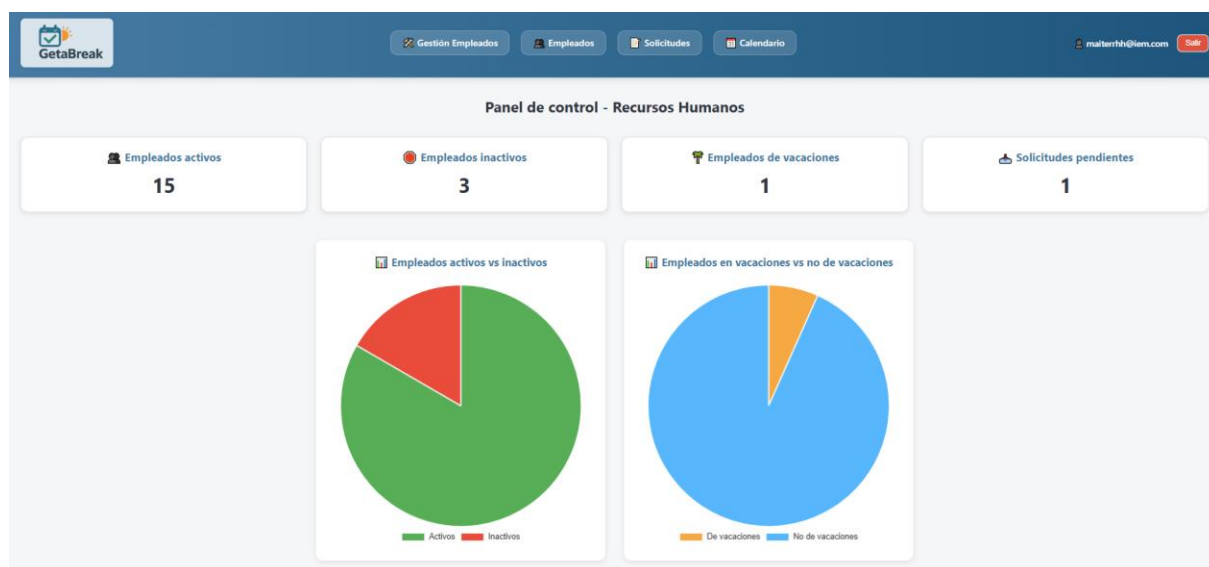 GetaBreak
Gestión Empleados Empleados Solicitudes Calendario
maiterrhh@iem.com Salir
Panel de control - Recursos Humanos
Empleados activos
15
Empleados inactivos
3
Empleados de vacaciones
1
Solicitudes pendientes
1
Empleados activos vs inactivos
Activos Inactivos
Empleados en vacaciones vs no de vacaciones
De vacaciones No de vacaciones